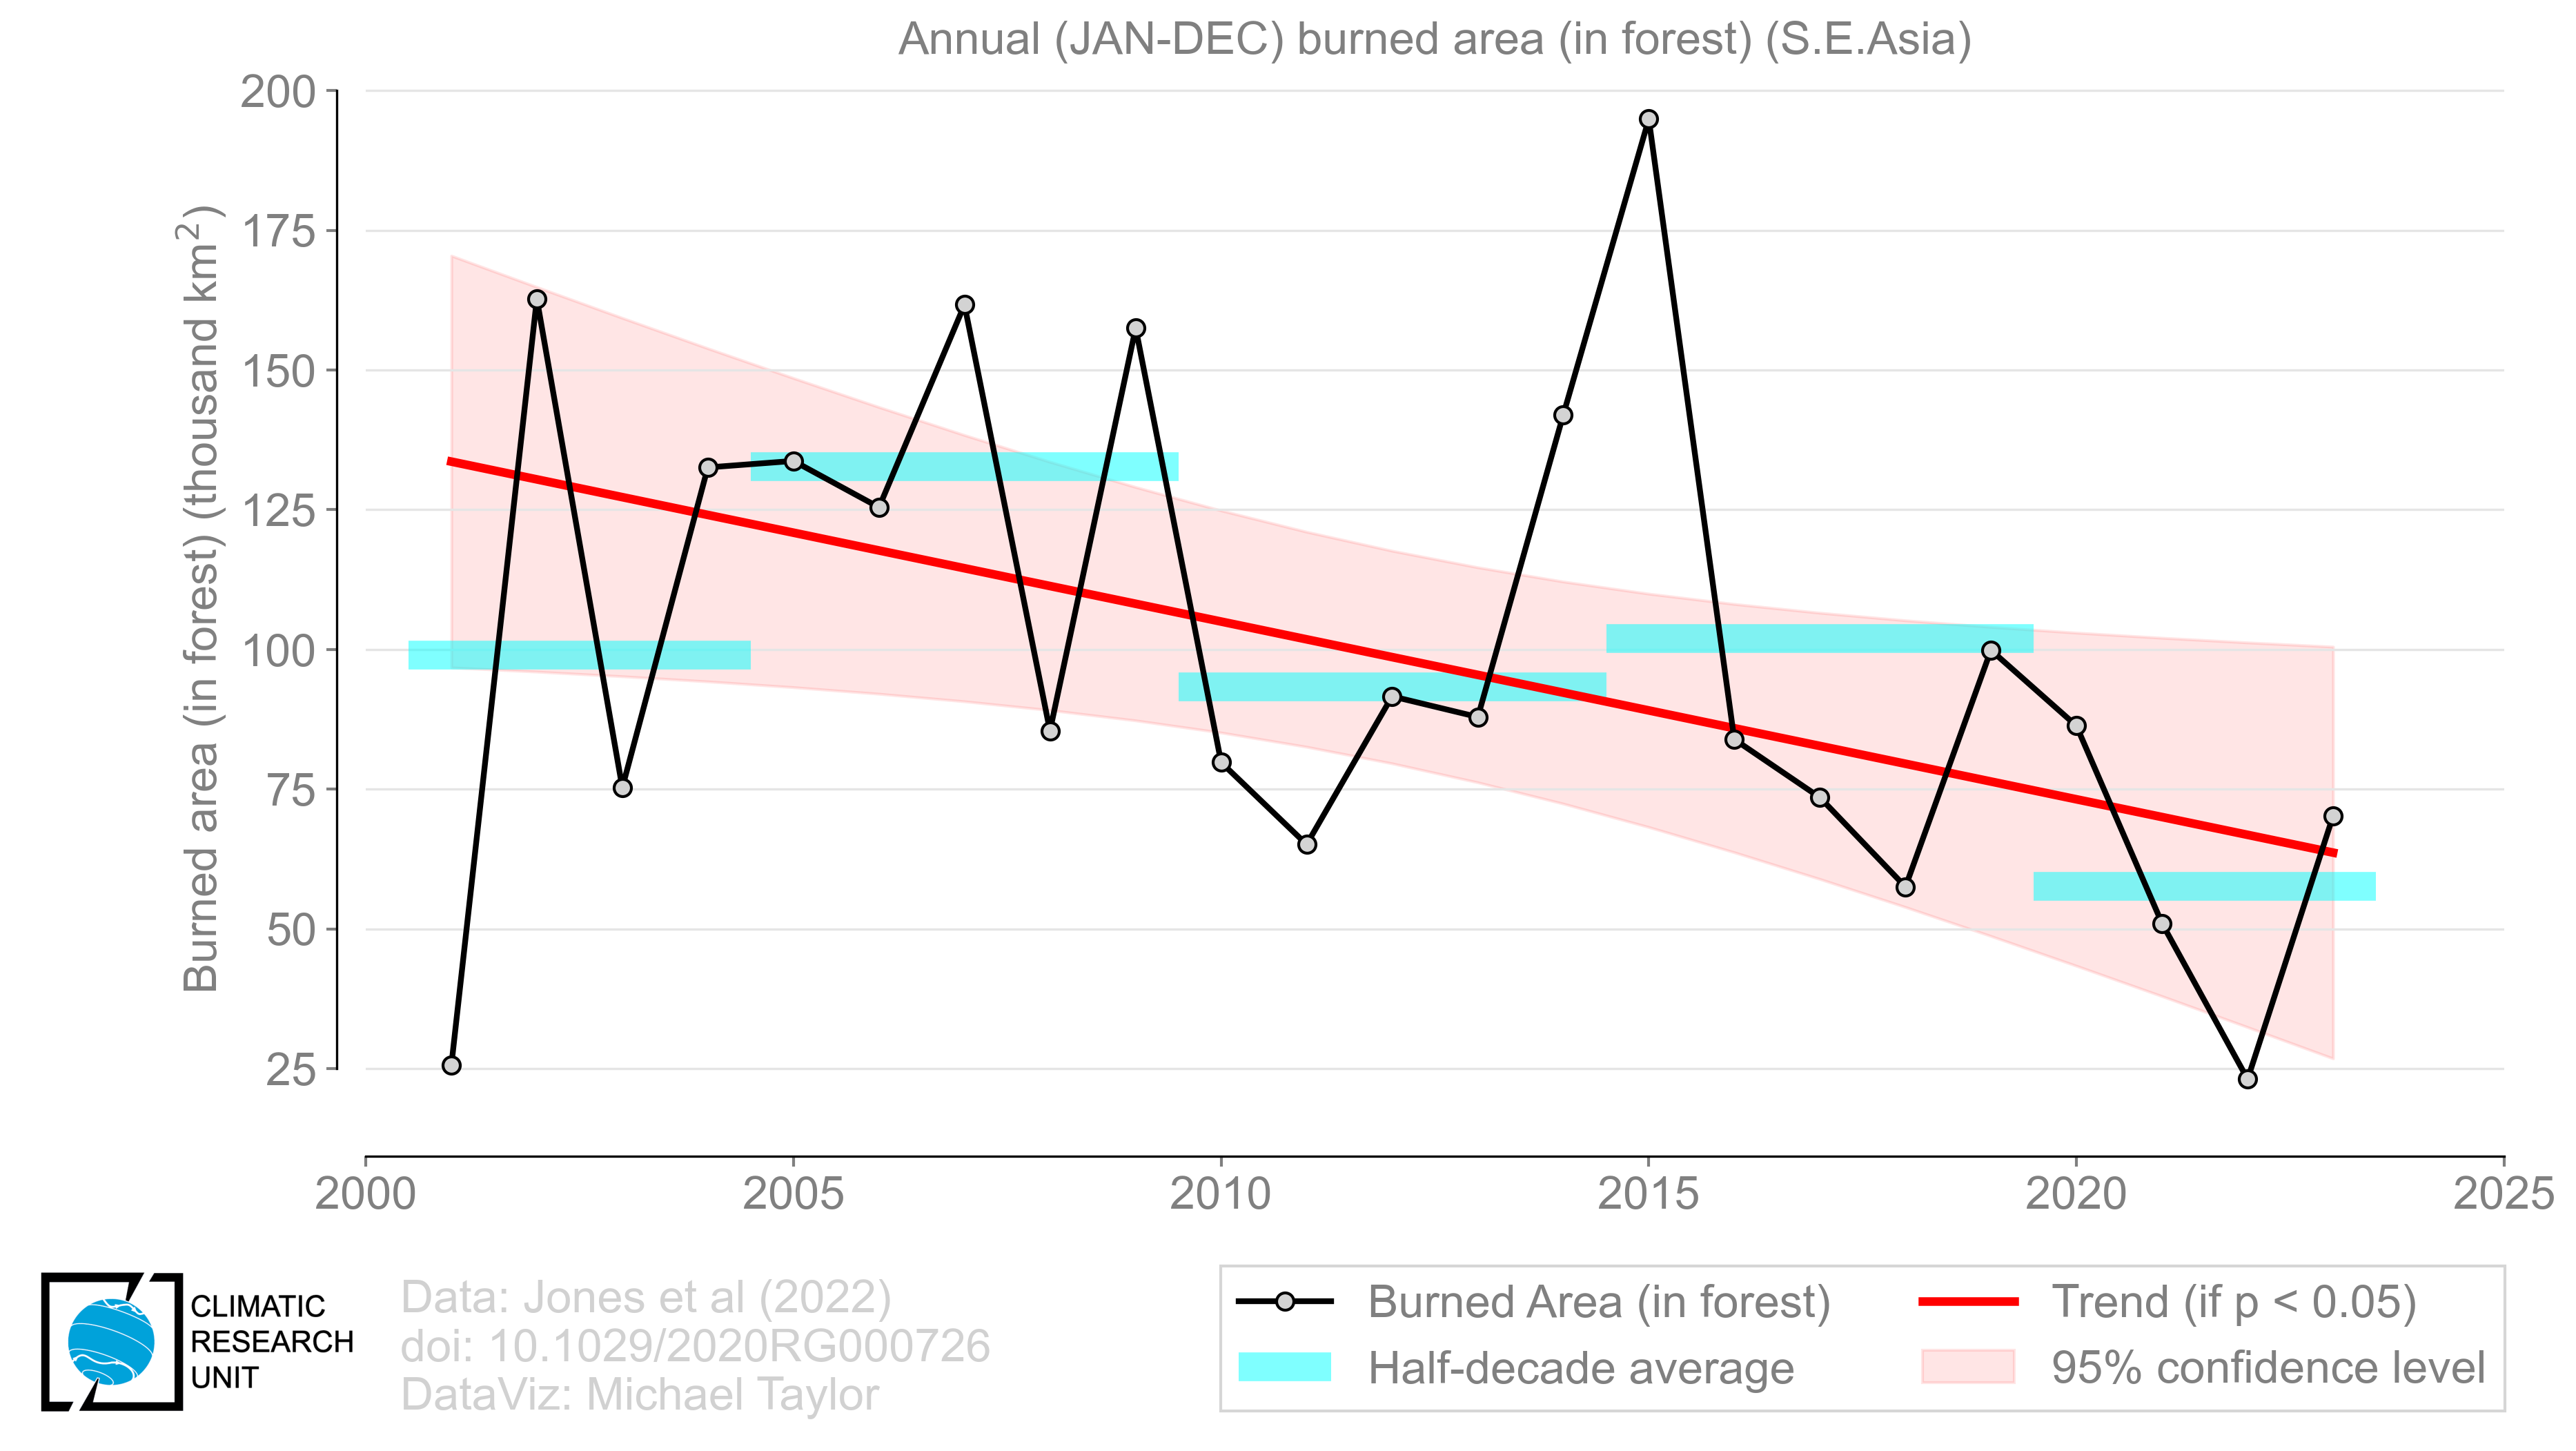 Annual (JAN-DEC) burned area (in forest) (S.E.Asia)
Burned area (in forest) (thousand km²)
200
175
150
125
100
75
50
25
2000 2005 2010 2015 2020 2025
CLIMATIC
RESEARCH
UNIT
Data: Jones et al (2022)
doi: 10.1029/2020RG000726
DataViz: Michael Taylor
Burned Area (in forest)
Half-decade average
Trend (if p < 0.05)
95% confidence level